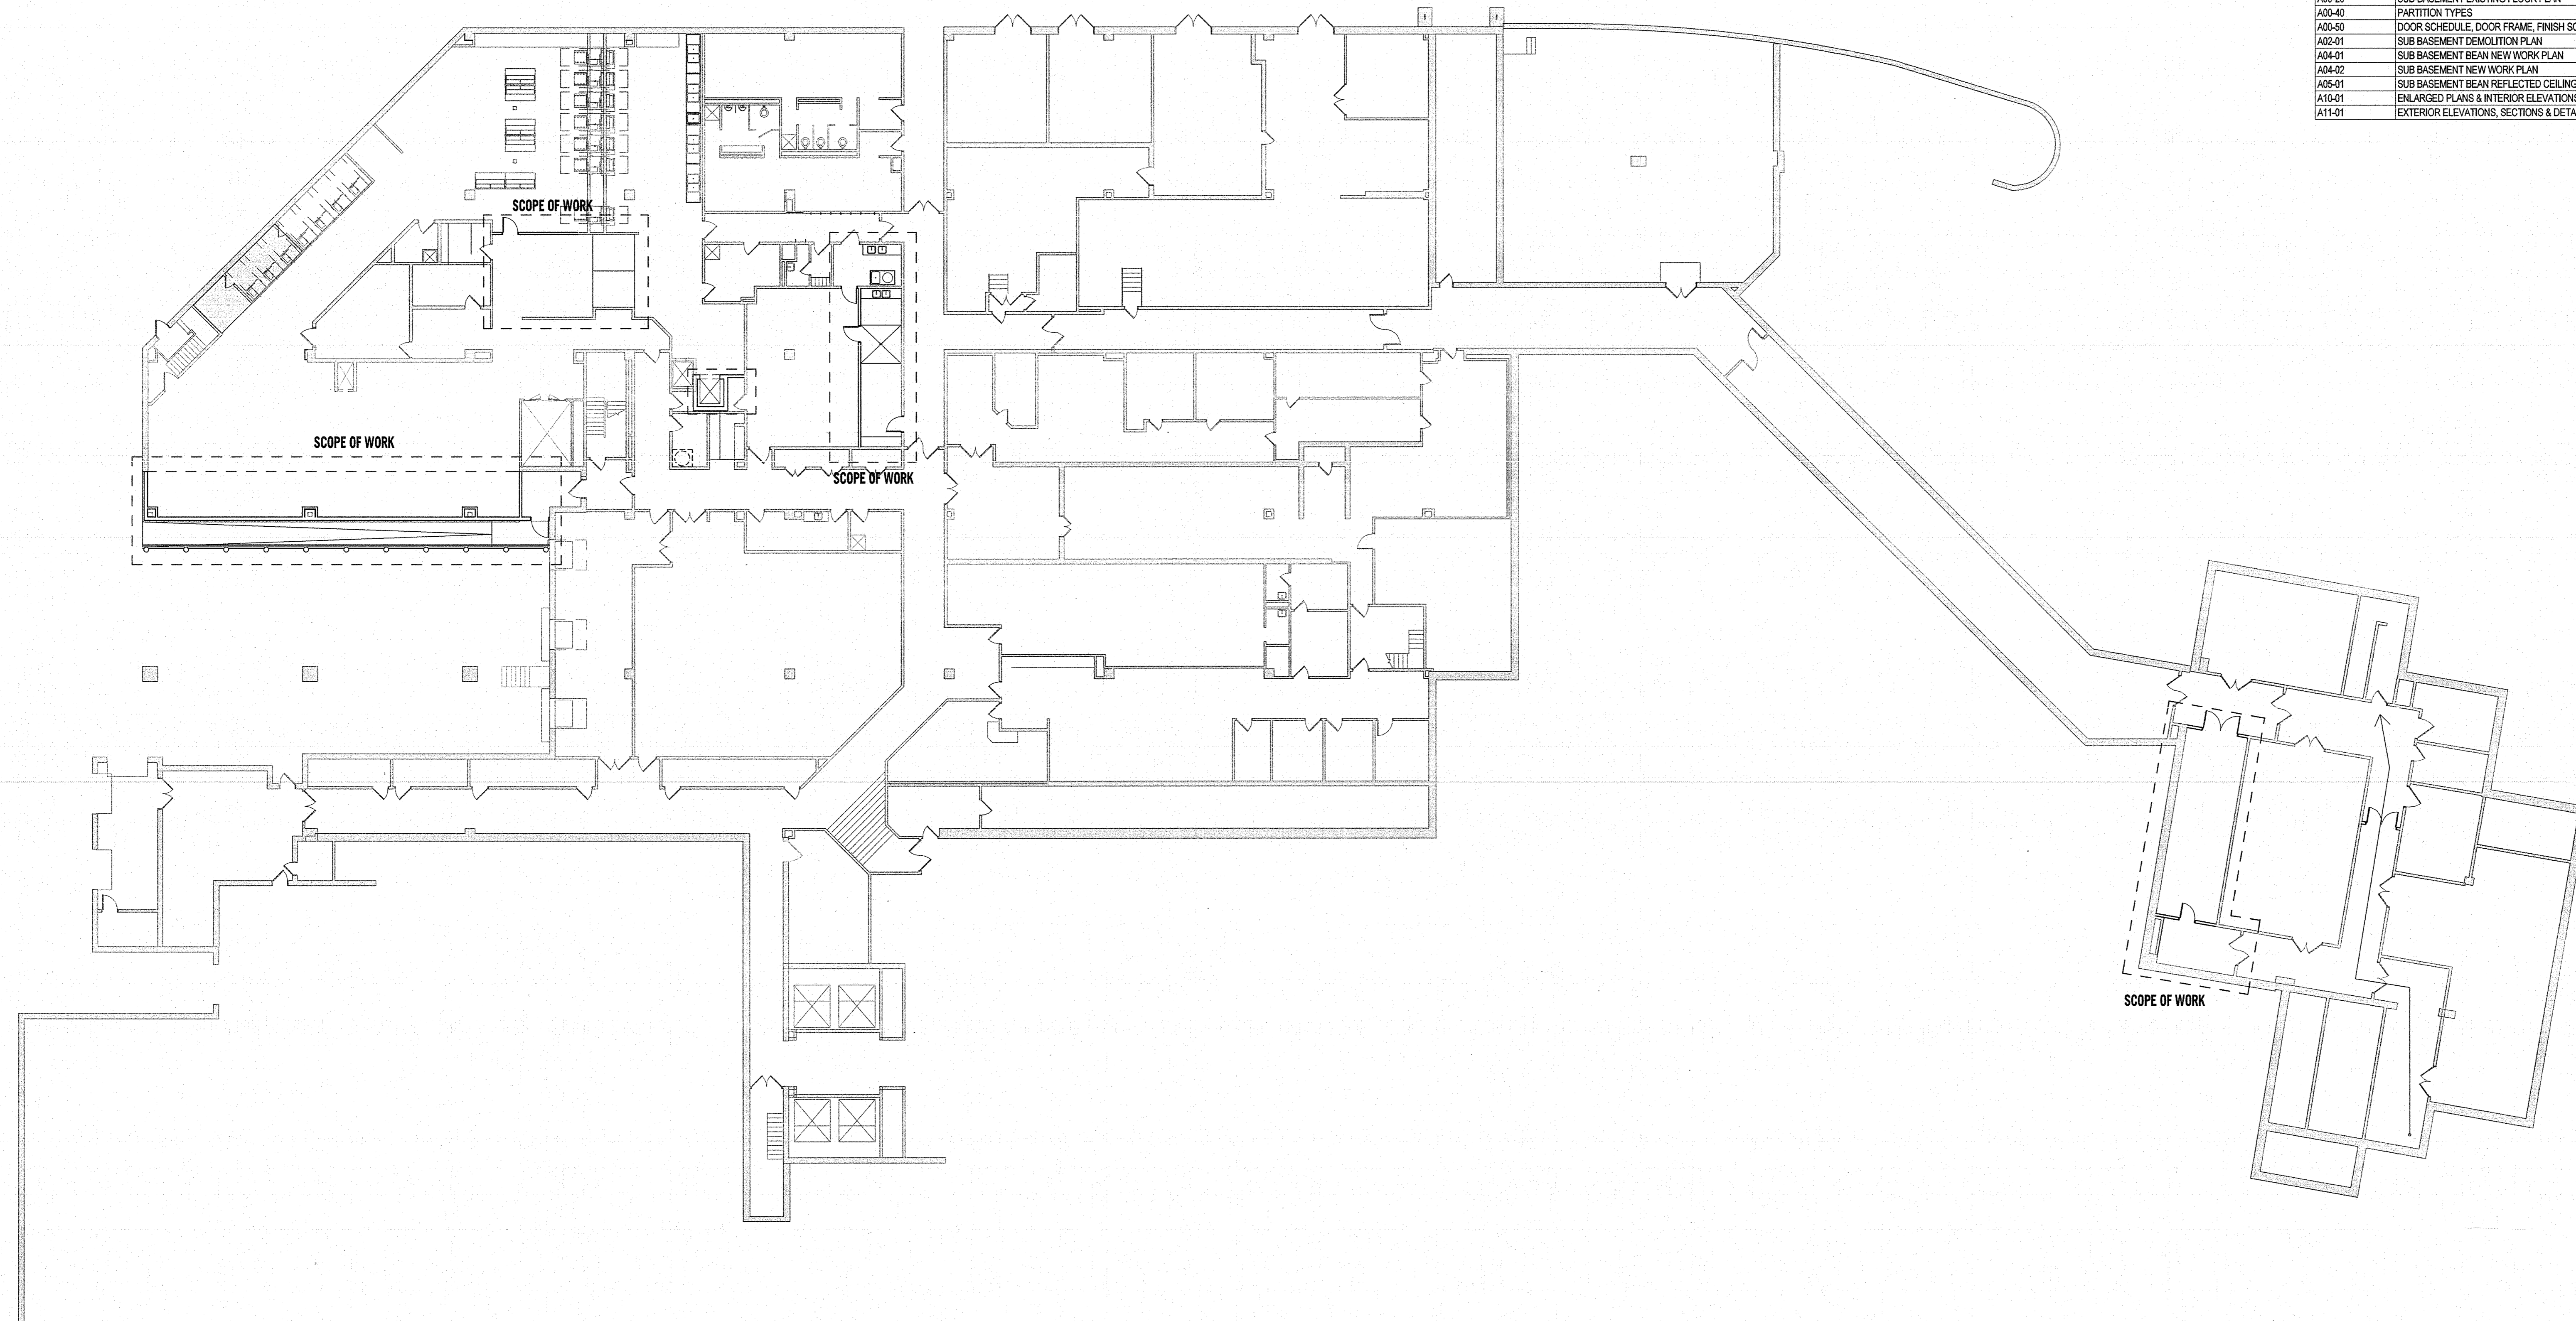 A00-40 PARTITION TYPES
A00-50 DOOR SCHEDULE, DOOR FRAME, FINISH
A02-01 SUB BASEMENT DEMOLITION PLAN
A04-01 SUB BASEMENT BEAN NEW WORK PLAN
A04-02 SUB BASEMENT NEW WORK PLAN
A05-01 SUB BASEMENT BEAN REFLECTED CEILING
A10-01 ENLARGED PLANS & INTERIOR ELEVATIONS
A11-01 EXTERIOR ELEVATIONS, SECTIONS &
SCOPE OF WORK
SCOPE OF WORK
SCOPE OF WORK
SCOPE OF WORK